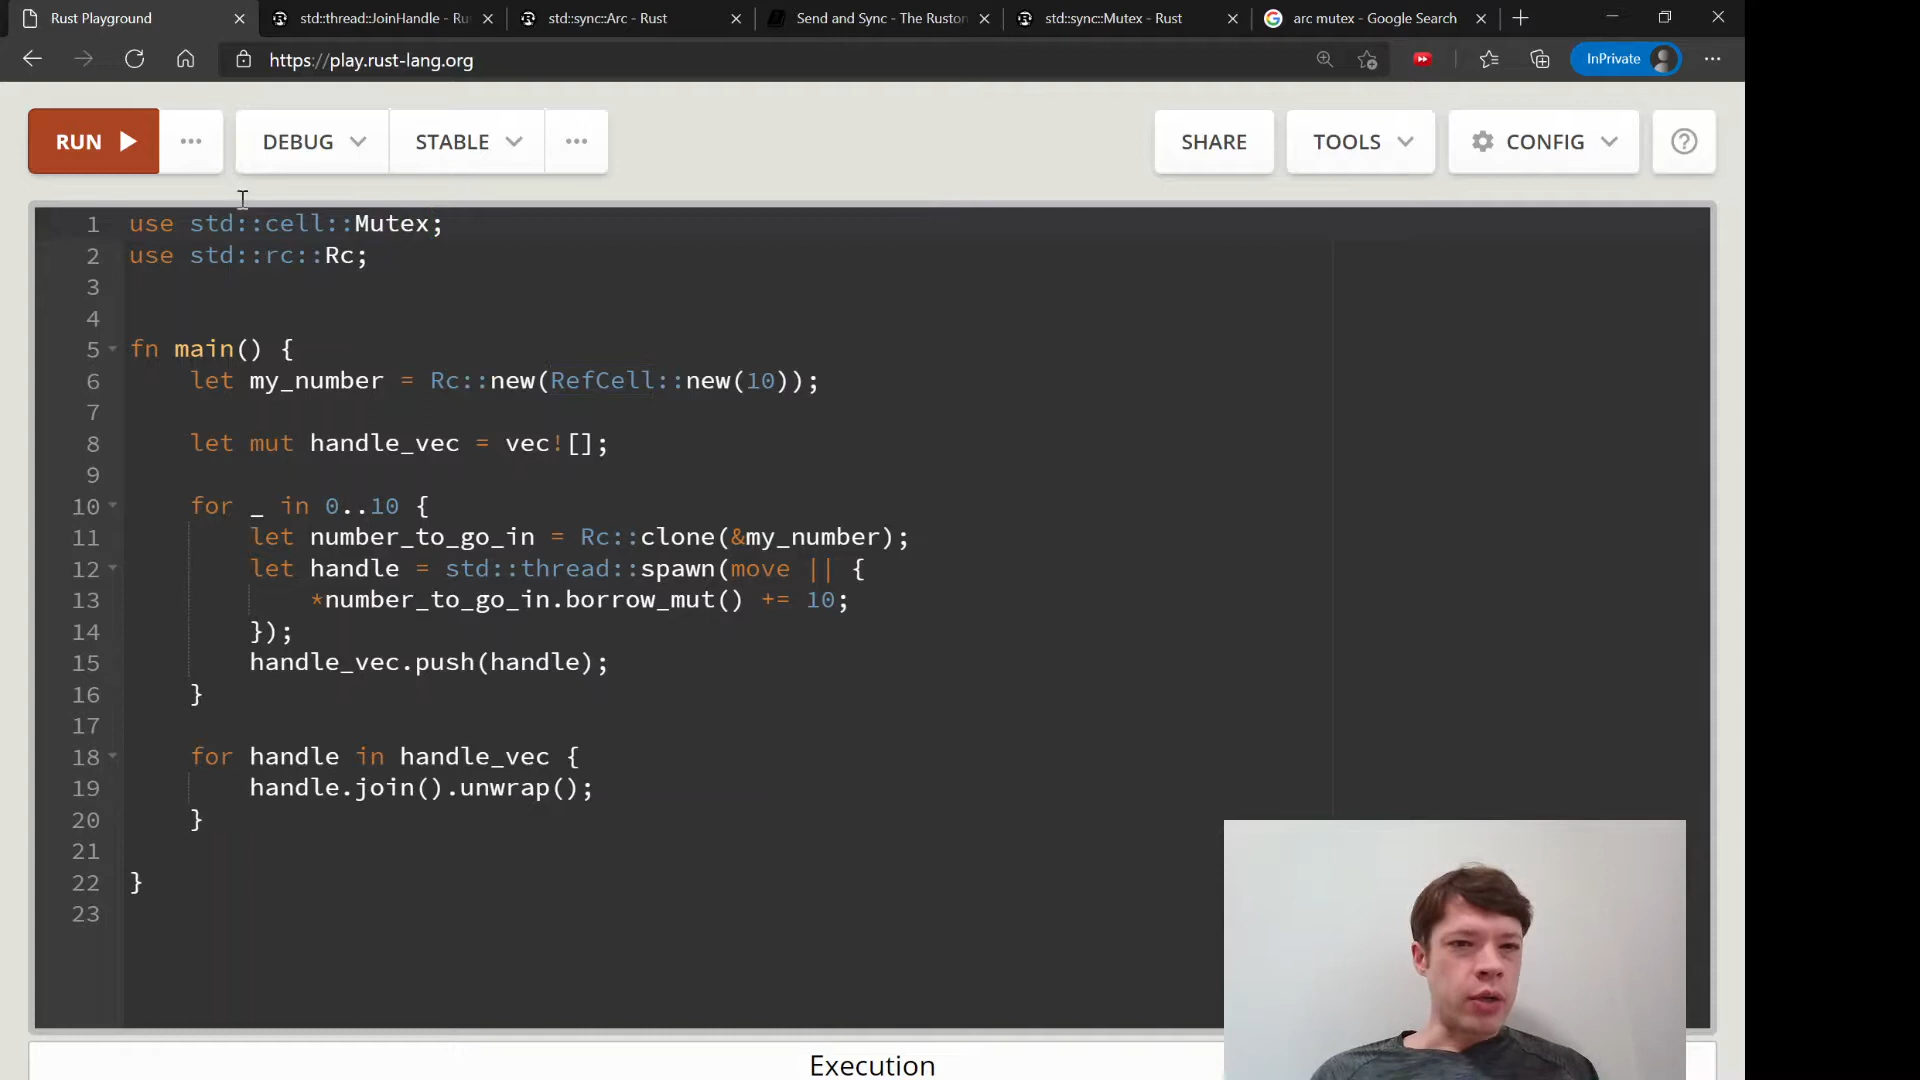 Rust Playground
std::thread::JoinHandle - Ru
std::sync::Arc - Rust
Send and Sync - The Ruston
std::sync::Mutex - Rust
arc mutex - Google Search
https://play.rust-lang.org
InPrivate
RUN
DEBUG
STABLE
SHARE
TOOLS
CONFIG
1 use std::cell::Mutex;
2 use std::rc::Rc;
3
4
5 fn main() {
6 let my_number = Rc::new(RefCell::new(10));
7
8 let mut handle_vec = vec![];
9
10 for _ in 0..10 {
11 let number_to_go_in = Rc::clone(&my_number);
12 let handle = std::thread::spawn(move || {
13 *number_to_go_in.borrow_mut() += 10;
14 });
15 handle_vec.push(handle);
16 }
17
18 for handle in handle_vec {
19 handle.join().unwrap();
20 }
21
22 }
23
Execution